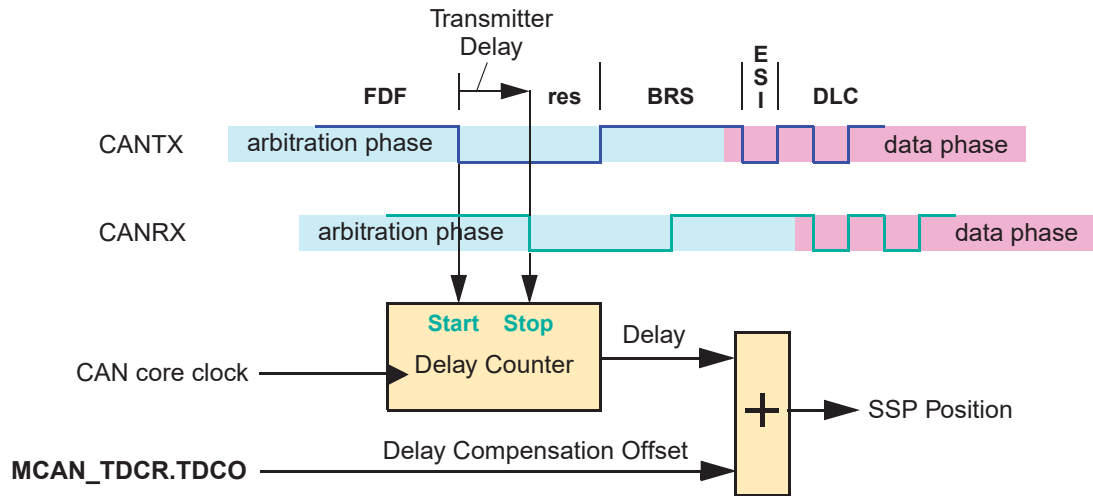 Transmitter
Delay
E
S
I
FDF
res
BRS
DLC
CANTX
arbitration phase
data phase
CANRX
arbitration phase
data phase
Start Stop
Delay Counter
Delay
CAN core clock
+
SSP Position
Delay Compensation Offset
MCAN_TDCR.TDCO